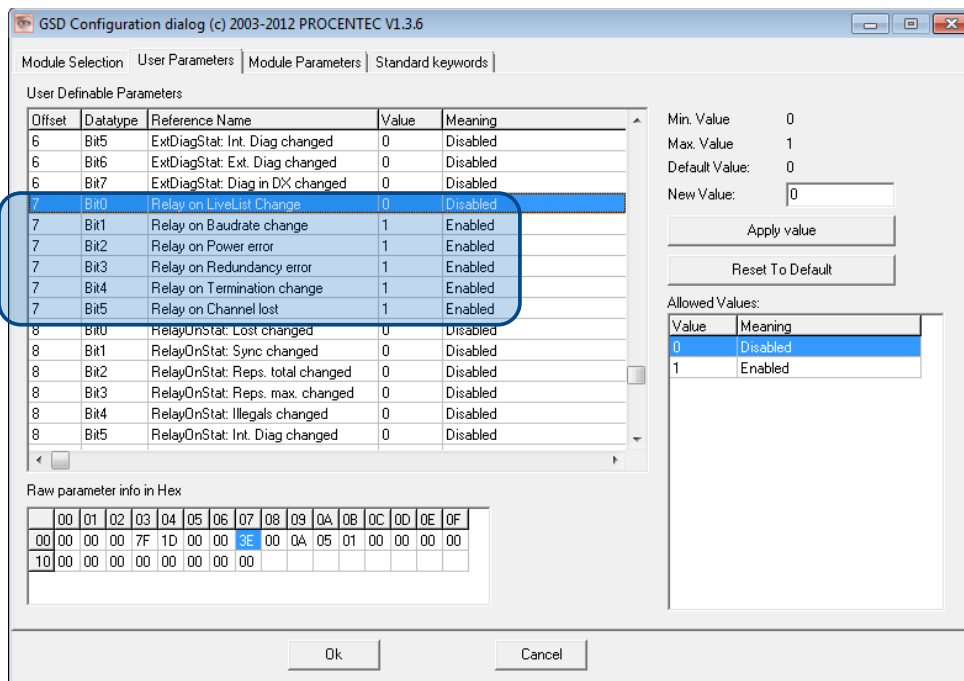 GSD Configuration dialog (c) 2003-2012 PROCENTEC V1.3.6
Module Selection User Parameters Module Parameters Standard keywords
User Definable Parameters
Offset Datatype Reference Name Value Meaning
6 Bit5 ExtDiagStat: Int. Diag changed 0 Disabled
6 Bit6 ExtDiagStat: Ext. Diag changed 0 Disabled
6 Bit7 ExtDiagStat: Diag in DX changed 0 Disabled
7 Bit0 Relay on LiveList Change 0 Disabled
7 Bit1 Relay on Baudrate change 1 Enabled
7 Bit2 Relay on Power error 1 Enabled
7 Bit3 Relay on Redundancy error 1 Enabled
7 Bit4 Relay on Termination change 1 Enabled
7 Bit5 Relay on Channel lost 1 Enabled
8 Bit0 RelayOnStat: Lost changed 0 Disabled
8 Bit1 RelayOnStat: Sync changed 0 Disabled
8 Bit2 RelayOnStat: Reps. total changed 0 Disabled
8 Bit3 RelayOnStat: Reps. max. changed 0 Disabled
8 Bit4 RelayOnStat: Illegals changed 0 Disabled
8 Bit5 RelayOnStat: Int. Diag changed 0 Disabled
Min. Value 0
Max. Value 1
Default Value: 0
New Value: 0
Apply value
Reset To Default
Allowed Values:
Value Meaning
0 Disabled
1 Enabled
Raw parameter info in Hex
00 01 02 03 04 05 06 07 08 09 0A 0B 0C 0D 0E 0F
00 00 00 00 7F 1D 00 00 3E 00 0A 05 01 00 00 00 00
10 00 00 00 00 00 00 00 00
Ok Cancel